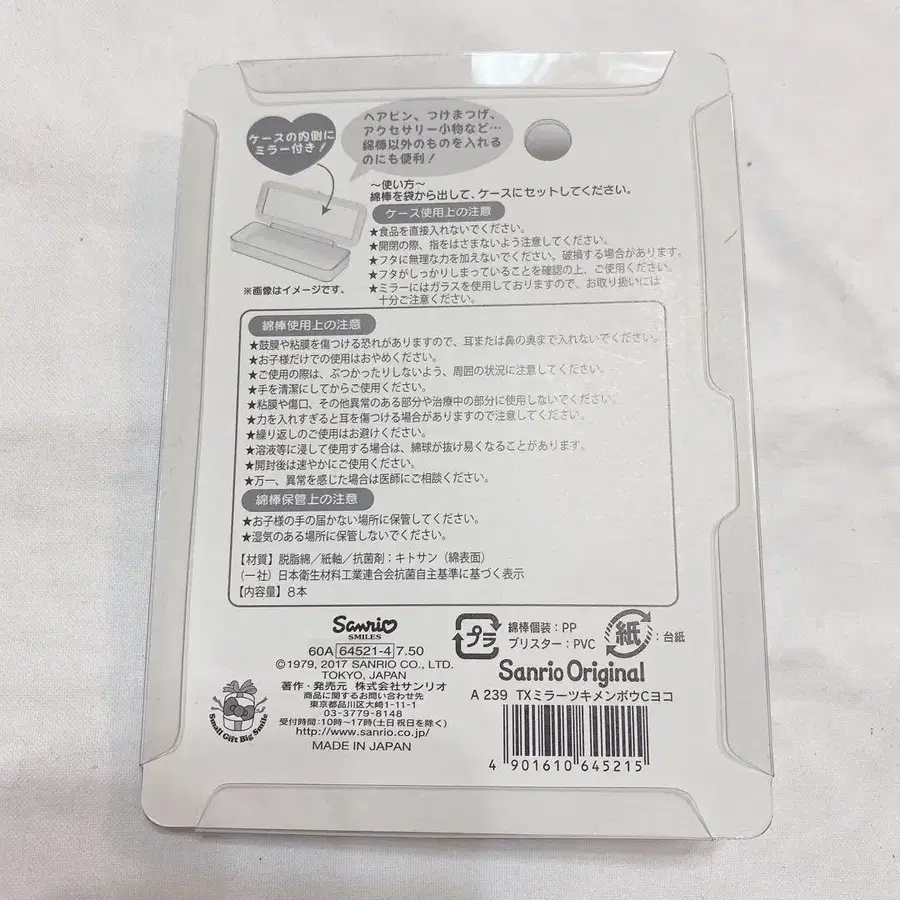 ケースの内側に
ミラー付き!
ヘアピン、つけまつげ、
アクセサリー小物など…
綿棒以外のものを入れる
のにも便利!
※画像はイメージです。
〜使い方〜
綿棒を袋から出して、ケースにセットしてください。
ケース使用上の注意
★食品を直接入れないでください。
★開閉の際、指をはさまないよう注意してください。
★フタに無理な力を加えないでください。破損する場合があります。
★フタがしっかりしまっていることを確認の上、ご使用ください。
★ミラーにはガラスを使用しておりますので、お取り扱いには
十分ご注意ください。
綿棒使用上の注意
★鼓膜や粘膜を傷つける恐れがありますので、耳または鼻の奥まで入れないでください。
★お子様だけでの使用はおやめください。
★ご使用の際は、ぶつかったりしないよう、周囲の状況に注意してください。
★手を清潔にしてからご使用ください。
★粘膜や傷口、その他異常のある部分や治療中の部分に使用しないでください。
★力を入れすぎると耳を傷つける場合がありますので注意してください。
★繰り返しのご使用はお避けください。
★溶液等に浸して使用する場合は、綿球が抜け易くなることがあります。
★開封後は速やかにご使用ください。
★万一、異常を感じた場合は医師にご相談ください。
綿棒保管上の注意
★お子様の手の届かない場所に保管してください。
★湿気のある場所に保管しないでください。
【材質】脱脂綿/紙軸/抗菌剤:キトサン(綿表面)
(一社)日本衛生材料工業連合会抗菌自主基準に基づく表示
【内容量】8本
Sanrio
SMILES
60A 64521-4 7.50
©1979, 2017 SANRIO CO., LTD.
TOKYO, JAPAN
著作・発売元 株式会社サンリオ
商品に関するお問い合わせ先
東京都品川区大崎1-11-1
03-3779-8148
受付時間:10時〜17時(土日祝日を除く)
http://www.sanrio.co.jp/
MADE IN JAPAN
Small Gift Big Smile
プラ
綿棒個装:PP
ブリスター:PVC
紙
:台紙
Sanrio Original
A 239 TXミラーツキメンボウCヨコ
4 901610 645215